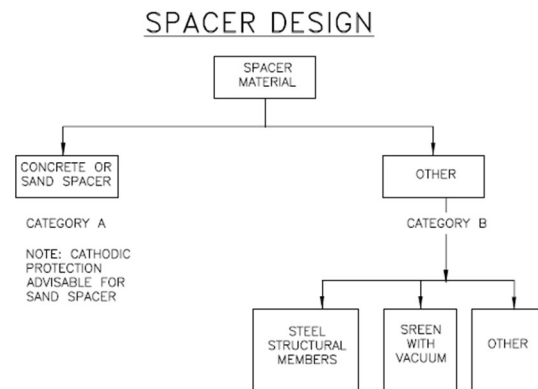 SPACER DESIGN
SPACER
MATERIAL
CONCRETE OR
SAND SPACER
OTHER
CATEGORY A
CATEGORY B
NOTE: CATHODIC
PROTECTION
ADVISABLE FOR
SAND SPACER
STEEL
STRUCTURAL
MEMBERS
SREEN
WITH
VACUUM
OTHER